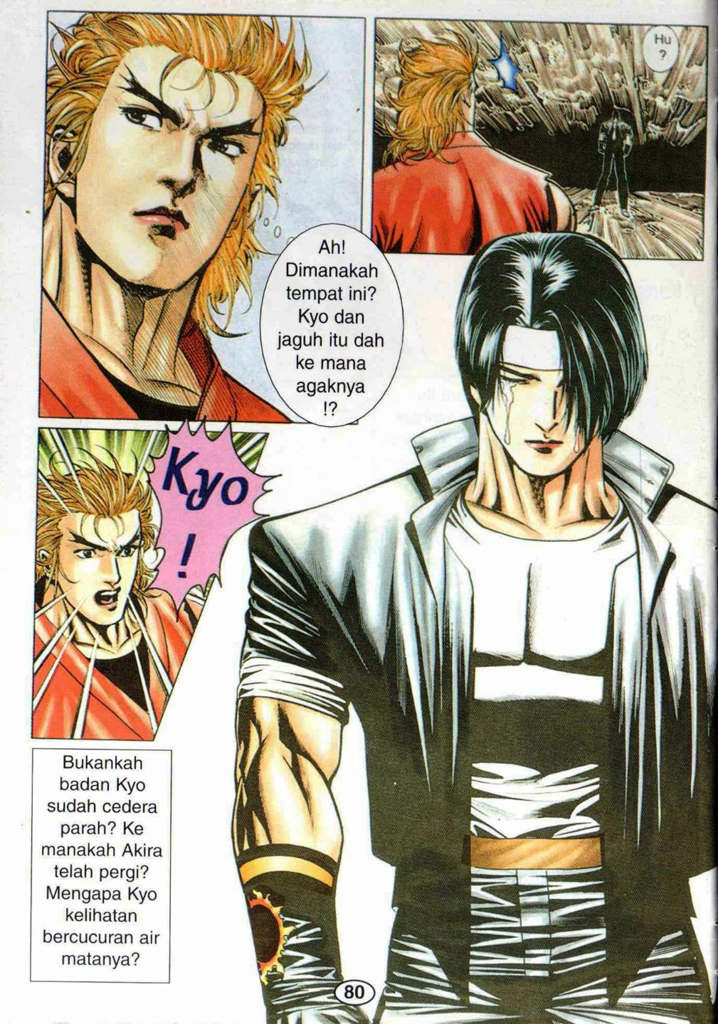 Hu
?
Ah!
Dimanakah
tempat ini?
Kyo dan
jaguh itu dah
ke mana
agaknya
!?
Kyo
!
Bukankah
badan Kyo
sudah cedera
parah? Ke
manakah Akira
telah pergi?
Mengapa Kyo
kelihatan
bercucuran air
matanya?
80